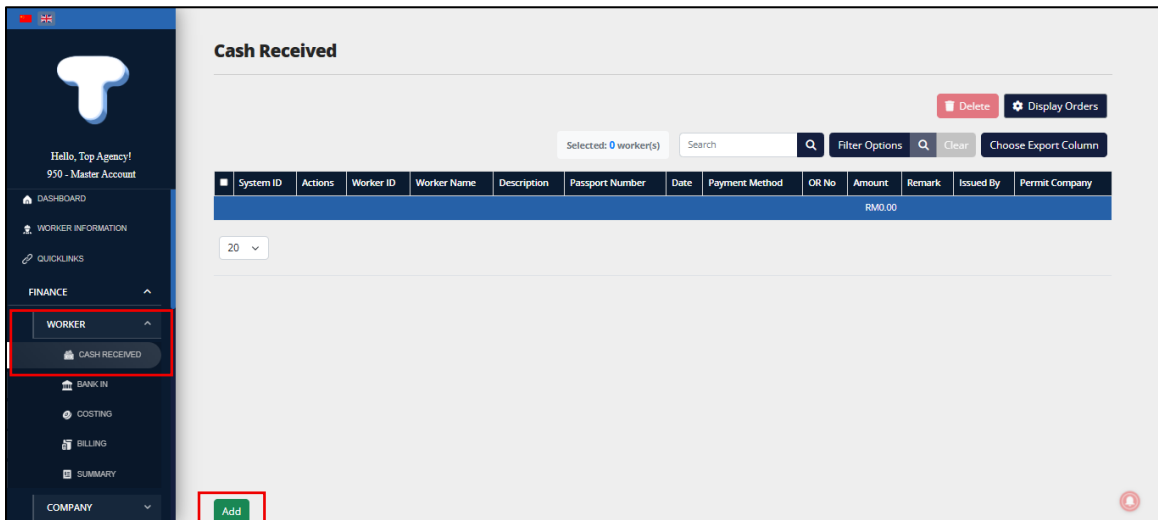 Hello, Top Agency!
950 - Master Account
DASHBOARD
WORKER INFORMATION
QUICKLINKS
FINANCE
WORKER
CASH RECEIVED
BANK IN
COSTING
BILLING
SUMMARY
COMPANY
Cash Received
Delete Display Orders
Selected: 0 worker(s) Search Filter Options Clear Choose Export Column
System ID Actions Worker ID Worker Name Description Passport Number Date Payment Method OR No Amount Remark Issued By Permit Company
RM0.00
20
Add